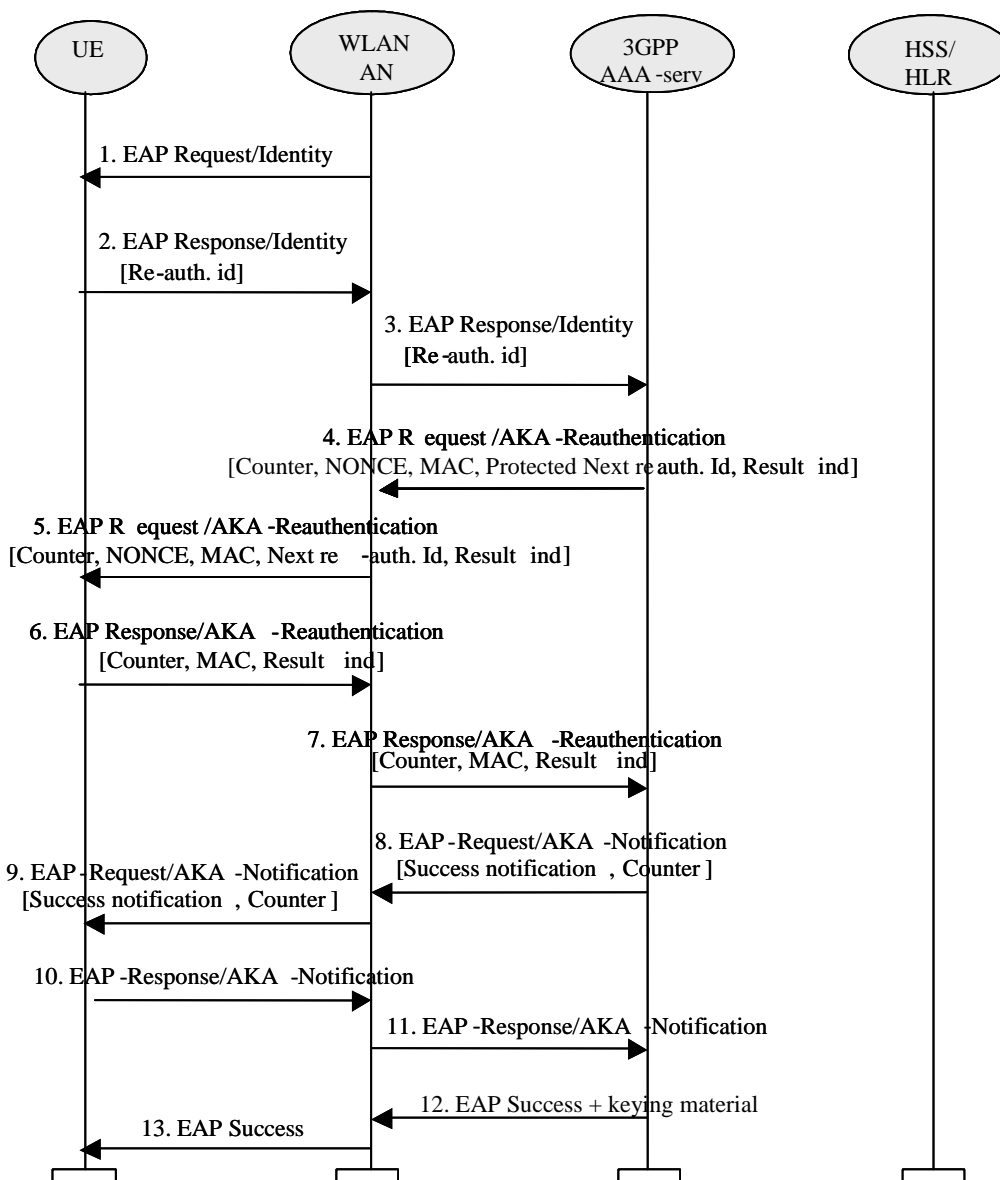 UE
WLAN
AN
3GPP
AAA -serv
HSS/
HLR
1. EAP Request/Identity
2. EAP Response/Identity
[Re-auth. id]
3. EAP Response/Identity
[Re-auth. id]
4. EAP R equest /AKA -Reauthentication
[Counter, NONCE, MAC, Protected Next re auth. Id, Result ind]
5. EAP R equest /AKA -Reauthentication
[Counter, NONCE, MAC, Next re -auth. Id, Result ind]
6. EAP Response/AKA -Reauthentication
[Counter, MAC, Result ind]
7. EAP Response/AKA -Reauthentication
[Counter, MAC, Result ind]
8. EAP -Request/AKA -Notification
[Success notification , Counter ]
9. EAP -Request/AKA -Notification
[Success notification , Counter ]
10. EAP -Response/AKA -Notification
11. EAP -Response/AKA -Notification
12. EAP Success + keying material
13. EAP Success